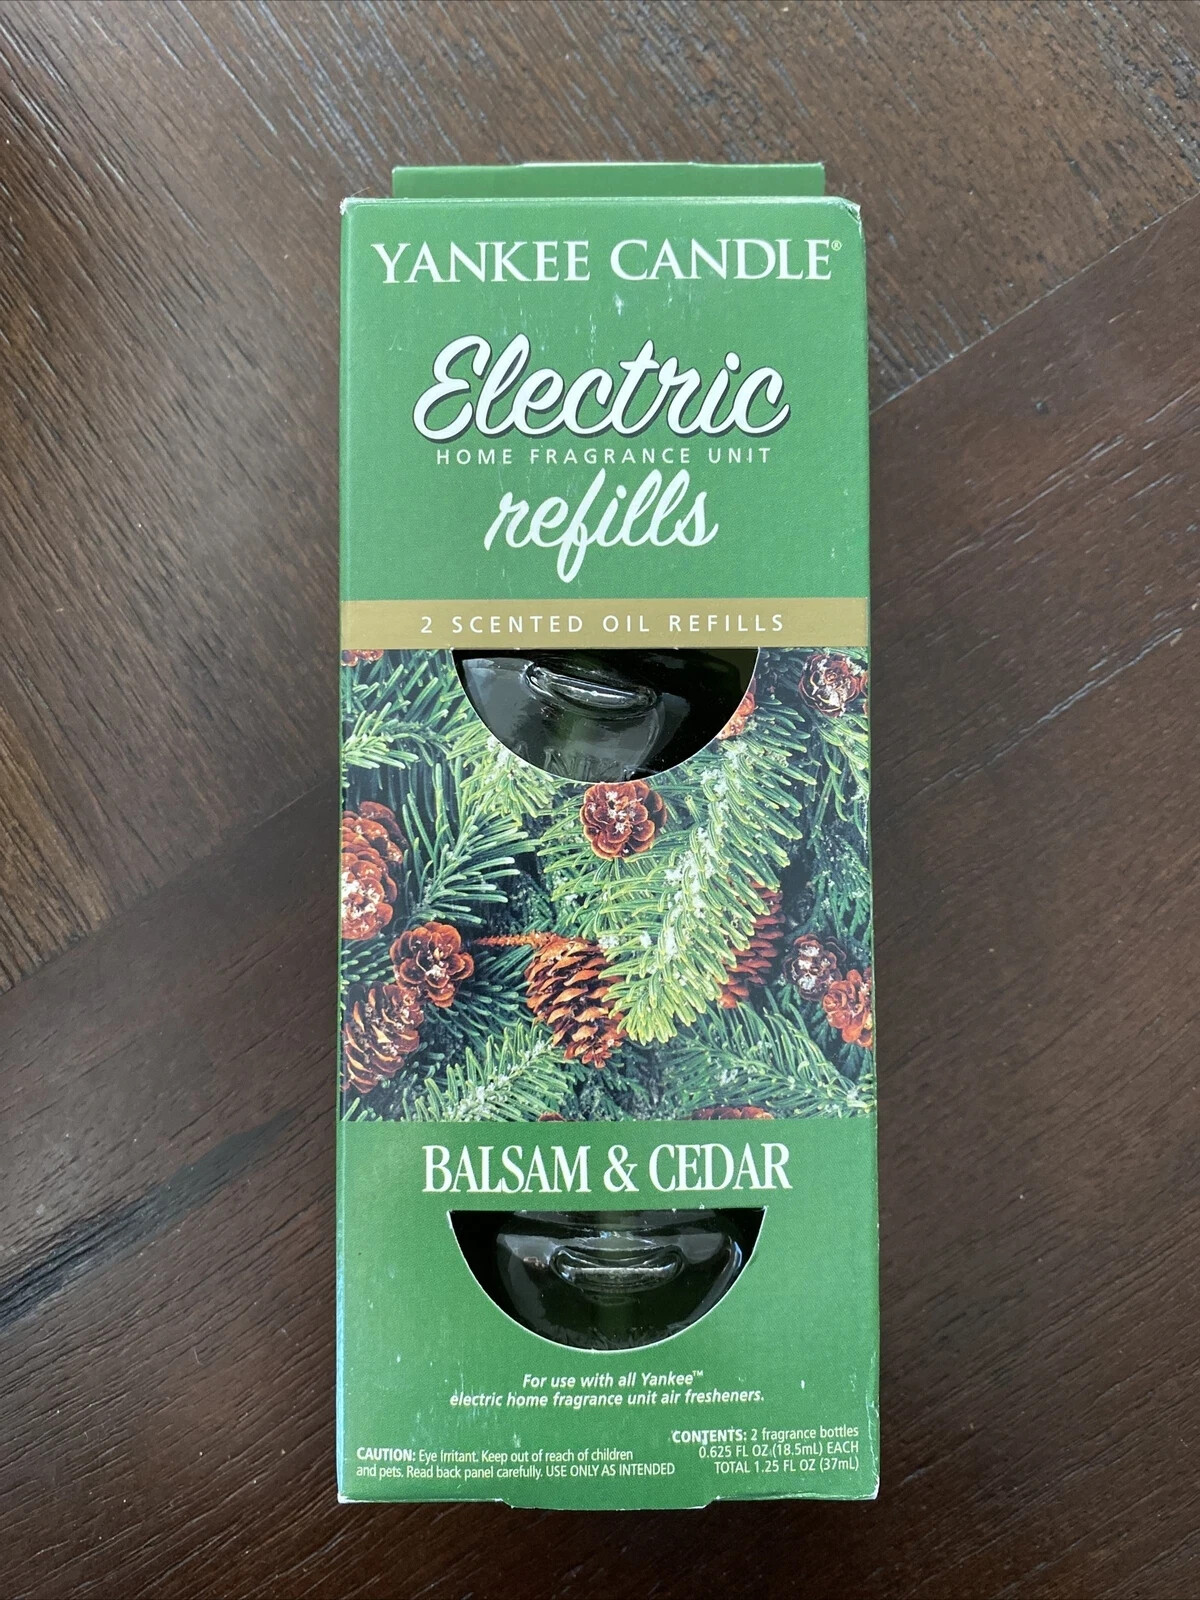 YANKEE CANDLE®
Electric
HOME FRAGRANCE UNIT
refills
2 SCENTED OIL REFILLS
BALSAM & CEDAR
For use with all Yankee™
electric home fragrance unit air fresheners.
CAUTION: Eye Irritant. Keep out of reach of children
and pets. Read back panel carefully. USE ONLY AS INTENDED
CONTENTS: 2 fragrance bottles
0.625 FL OZ (18.5mL) EACH
TOTAL 1.25 FL OZ (37mL)